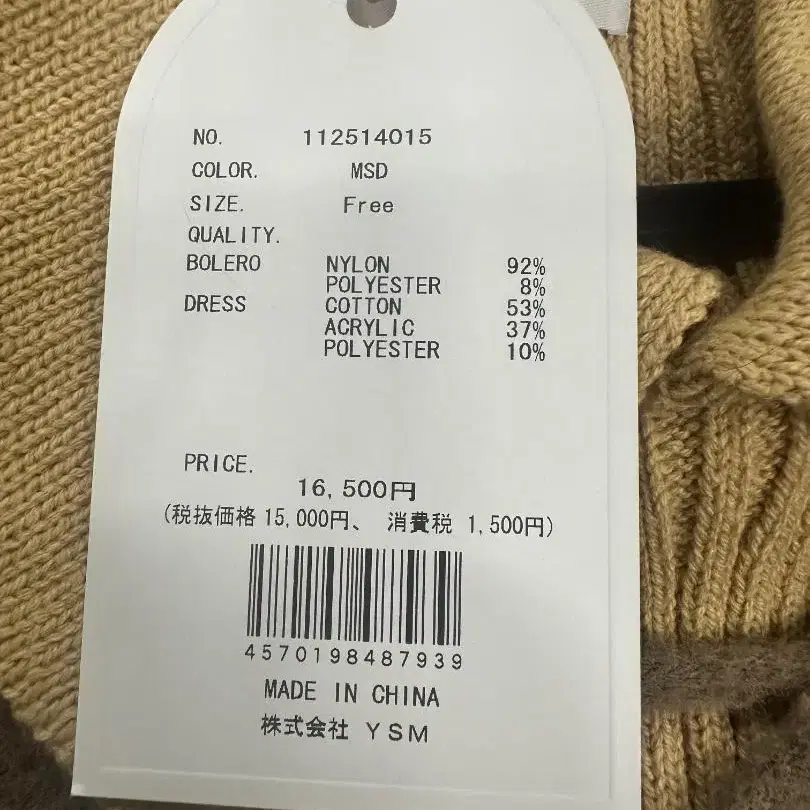 NO. 112514015
COLOR. MSD
SIZE. Free
QUALITY.
BOLERO NYLON 92%
POLYESTER 8%
DRESS COTTON 53%
ACRYLIC 37%
POLYESTER 10%
PRICE.
16,500円
(税抜価格 15,000円、 消費税 1,500円)
4570198487939
MADE IN CHINA
株式会社 YSM